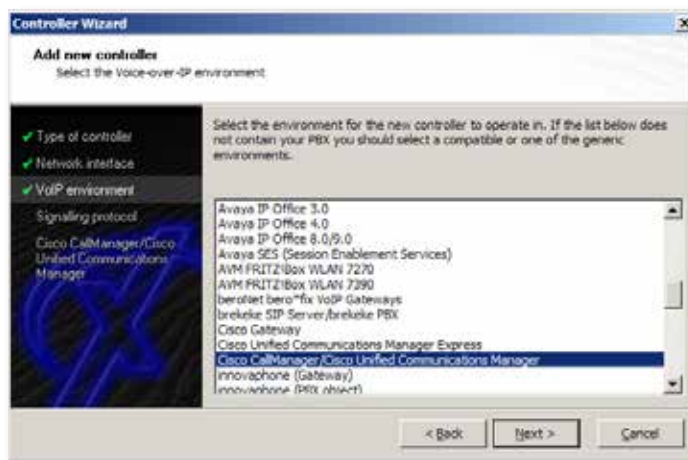 Controller Wizard
Add new controller
Select the Voice-over-IP environment
Type of controller
Network interface
VoIP environment
Signalling protocol
Cisco CallManager/Cisco
Unified Communications
Manager
Select the environment for the new controller to operate in. If the list below does
not contain your PBX you should select a compatible or one of the generic
environments.
Avaya IP Office 3.0
Avaya IP Office 4.0
Avaya IP Office 8.0/9.0
Avaya SES (Session Enablement Services)
AVM FRITZ!Box WLAN 7270
AVM FRITZ!Box WLAN 7390
beroNet bero*fix VoIP Gateways
brekeke SIP Server/brekeke PBX
Cisco Gateway
Cisco Unified Communications Manager Express
Cisco CallManager/Cisco Unified Communications Manager
innovaphone (Gateway)
innovaphone (PBX object)
< Back
Next >
Cancel